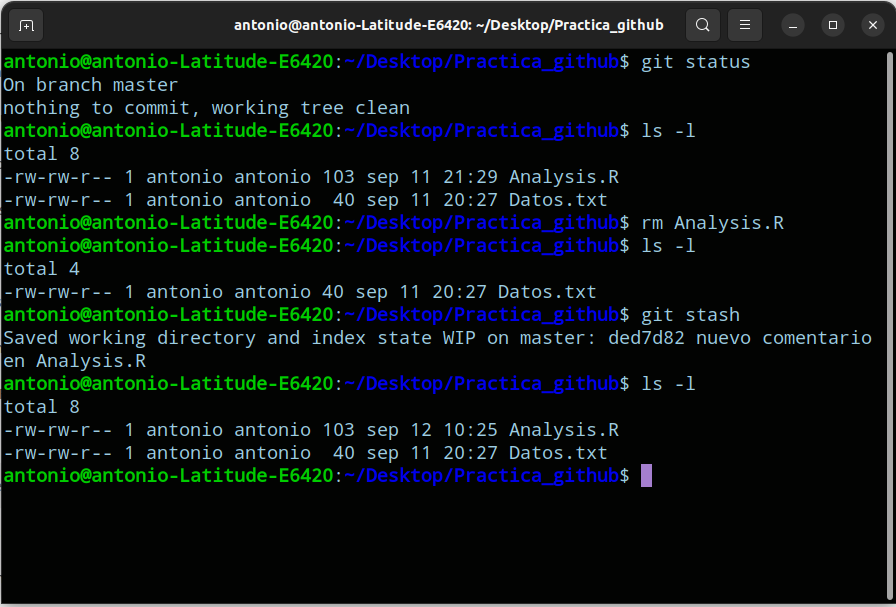 antonio@antonio-Latitude-E6420: ~/Desktop/Practica_github
antonio@antonio-Latitude-E6420:~/Desktop/Practica_github$ git status
On branch master
nothing to commit, working tree clean
antonio@antonio-Latitude-E6420:~/Desktop/Practica_github$ ls -l
total 8
-rw-rw-r-- 1 antonio antonio 103 sep 11 21:29 Analysis.R
-rw-rw-r-- 1 antonio antonio  40 sep 11 20:27 Datos.txt
antonio@antonio-Latitude-E6420:~/Desktop/Practica_github$ rm Analysis.R
antonio@antonio-Latitude-E6420:~/Desktop/Practica_github$ ls -l
total 4
-rw-rw-r-- 1 antonio antonio 40 sep 11 20:27 Datos.txt
antonio@antonio-Latitude-E6420:~/Desktop/Practica_github$ git stash
Saved working directory and index state WIP on master: ded7d82 nuevo comentario
en Analysis.R
antonio@antonio-Latitude-E6420:~/Desktop/Practica_github$ ls -l
total 8
-rw-rw-r-- 1 antonio antonio 103 sep 12 10:25 Analysis.R
-rw-rw-r-- 1 antonio antonio  40 sep 11 20:27 Datos.txt
antonio@antonio-Latitude-E6420:~/Desktop/Practica_github$